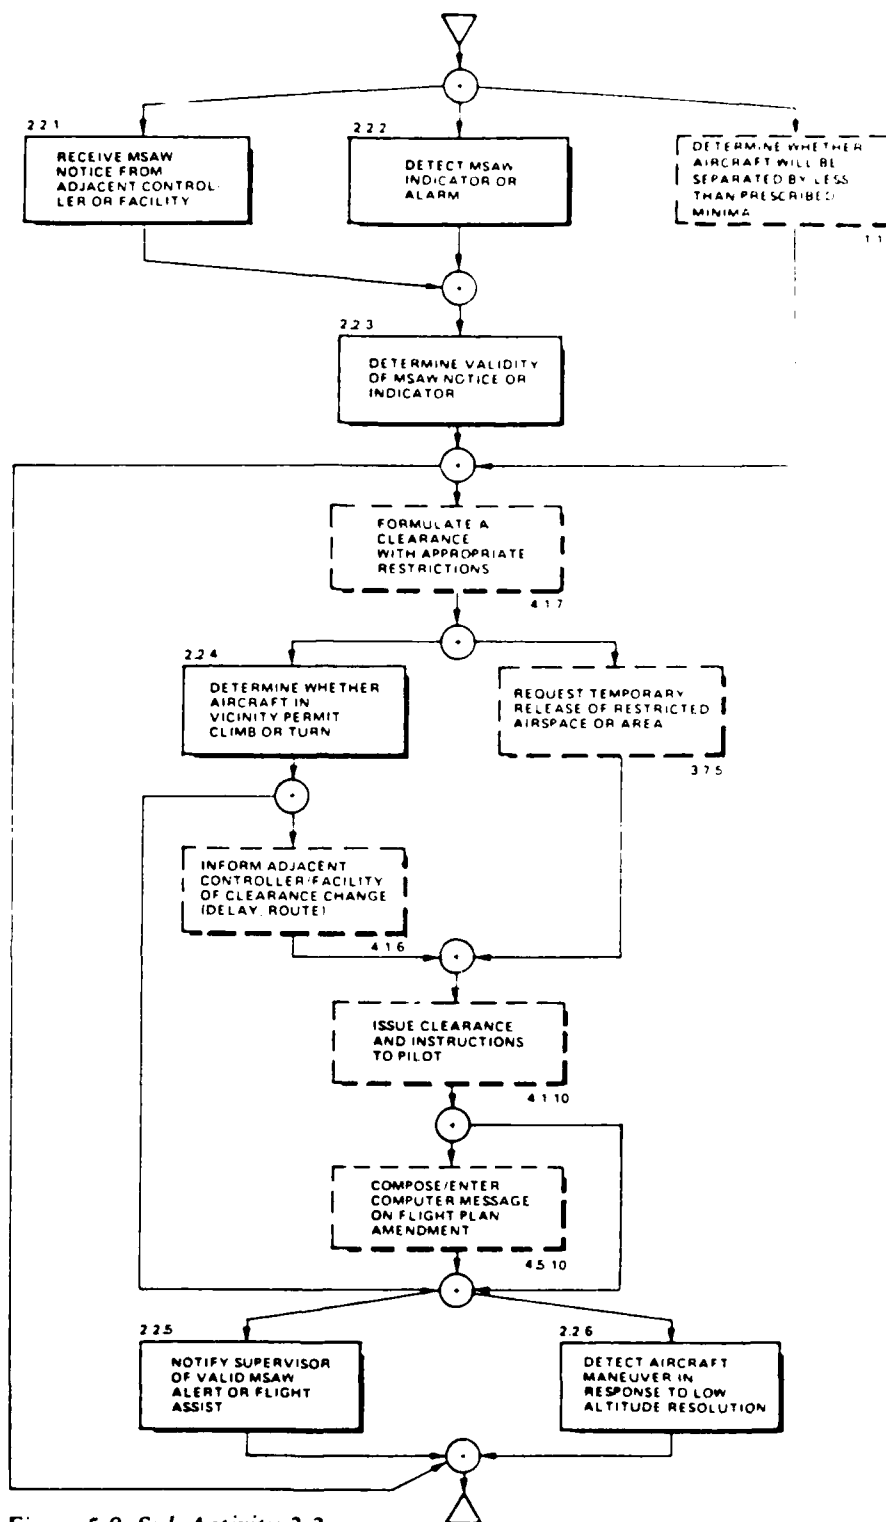 2.2.1
RECEIVE MSAW
NOTICE FROM
ADJACENT CONTROL-
LER OR FACILITY
2.2.2
DETECT MSAW
INDICATOR OR
ALARM
DETERMINE WHETHER
AIRCRAFT WILL BE
SEPARATED BY LESS
THAN PRESCRIBED
MINIMA
1.1
2.2.3
DETERMINE VALIDITY
OF MSAW NOTICE OR
INDICATOR
FORMULATE A
CLEARANCE
WITH APPROPRIATE
RESTRICTIONS
4.1.7
2.2.4
DETERMINE WHETHER
AIRCRAFT IN
VICINITY PERMIT
CLIMB OR TURN
REQUEST TEMPORARY
RELEASE OF RESTRICTED
AIRSPACE OR AREA
3.7.5
INFORM ADJACENT
CONTROLLER/FACILITY
OF CLEARANCE CHANGE
(DELAY, ROUTE)
4.1.6
ISSUE CLEARANCE
AND INSTRUCTIONS
TO PILOT
4.1.10
COMPOSE/ENTER
COMPUTER MESSAGE
ON FLIGHT PLAN
AMENDMENT
4.5.10
2.2.5
NOTIFY SUPERVISOR
OF VALID MSAW
ALERT OR FLIGHT
ASSIST
2.2.6
DETECT AIRCRAFT
MANEUVER IN
RESPONSE TO LOW
ALTITUDE RESOLUTION